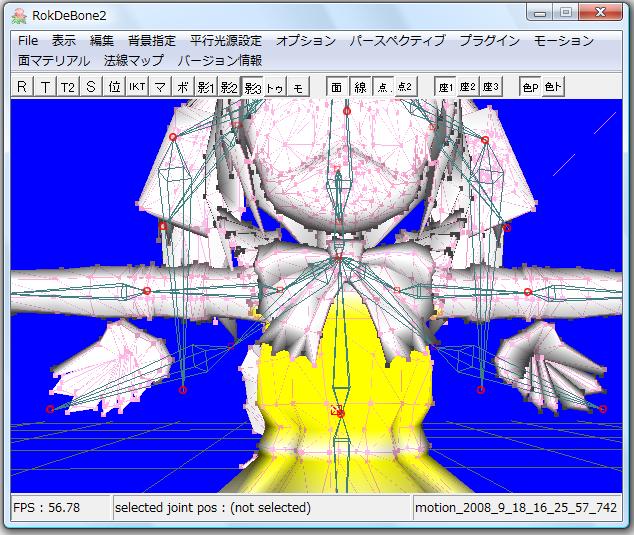 RokDeBone2
File 表示 編集 背景指定 平行光源設定 オプション パースペクティブ プラグイン モーション
面マテリアル 法線マップ バージョン情報
R T T2 S 位 IKT マ ボ 影1 影2 影3 トゥ モ 面 線 点. 点2 座1 座2 座3 色P 色ト
FPS : 56.78 selected joint pos : (not selected) motion_2008_9_18_16_25_57_742